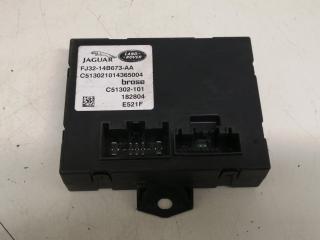 JAGUAR LAND ROVER
FJ32-14B673-AA
C513021014365004
brose
C51302-101
182804
E521F